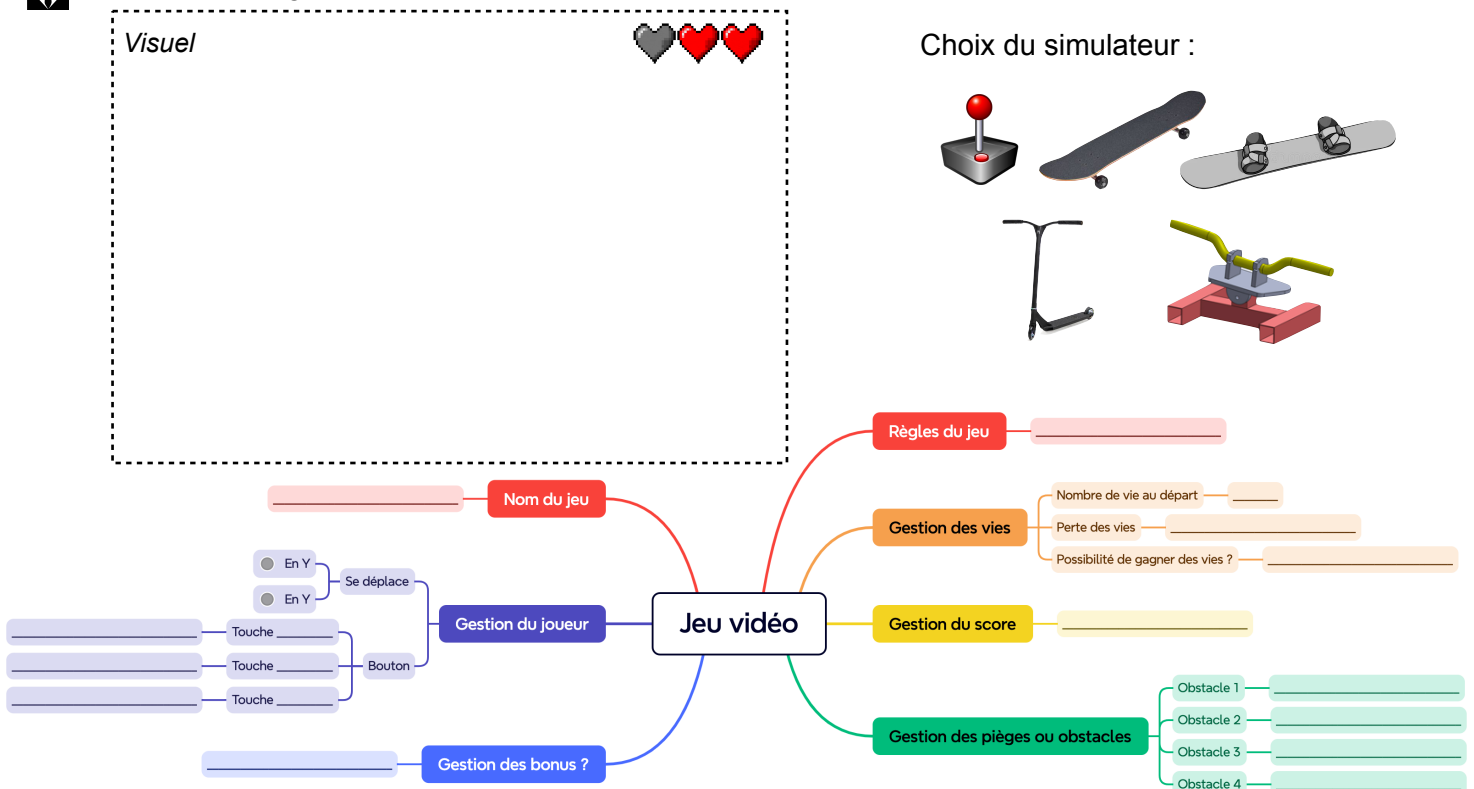 Visuel
Choix du simulateur :
Règles du jeu
Nom du jeu
Nombre de vie au départ
Gestion des vies
Perte des vies
Possibilité de gagner des vies ?
En Y
Se déplace
En Y
Jeu vidéo
Gestion du joueur
Gestion du score
Touche
Touche
Bouton
Touche
Obstacle 1
Obstacle 2
Gestion des pièges ou obstacles
Obstacle 3
Gestion des bonus ?
Obstacle 4